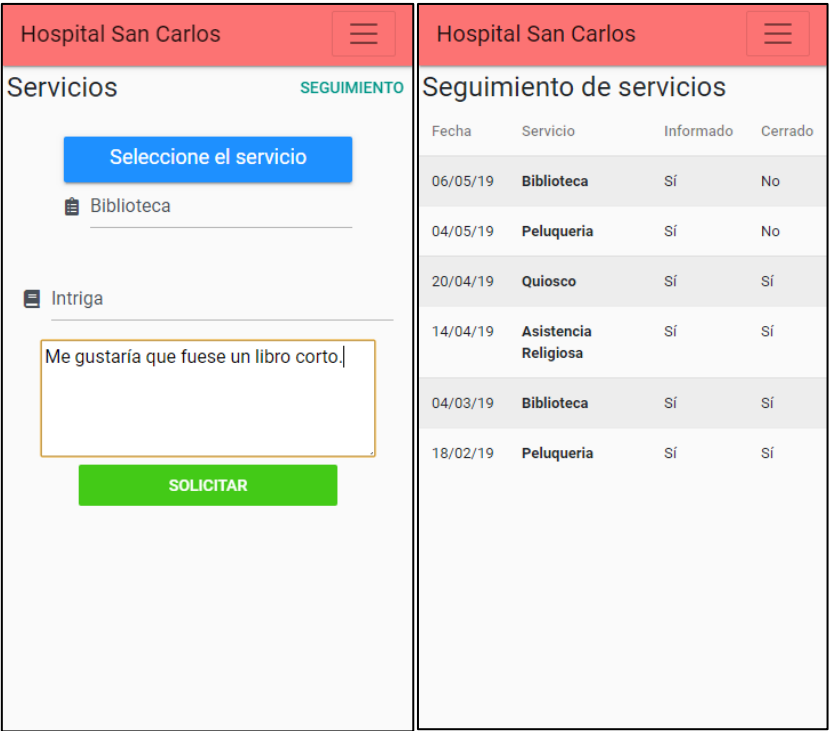 Hospital San Carlos
Servicios
SEGUIMIENTO
Seleccione el servicio
Biblioteca
Intriga
Me gustaría que fuese un libro corto.
SOLICITAR
Hospital San Carlos
Seguimiento de servicios
Fecha Servicio Informado Cerrado
06/05/19 Biblioteca Sí No
04/05/19 Peluqueria Sí No
20/04/19 Quiosco Sí Sí
14/04/19 Asistencia Sí Sí
Religiosa
04/03/19 Biblioteca Sí Sí
18/02/19 Peluqueria Sí Sí